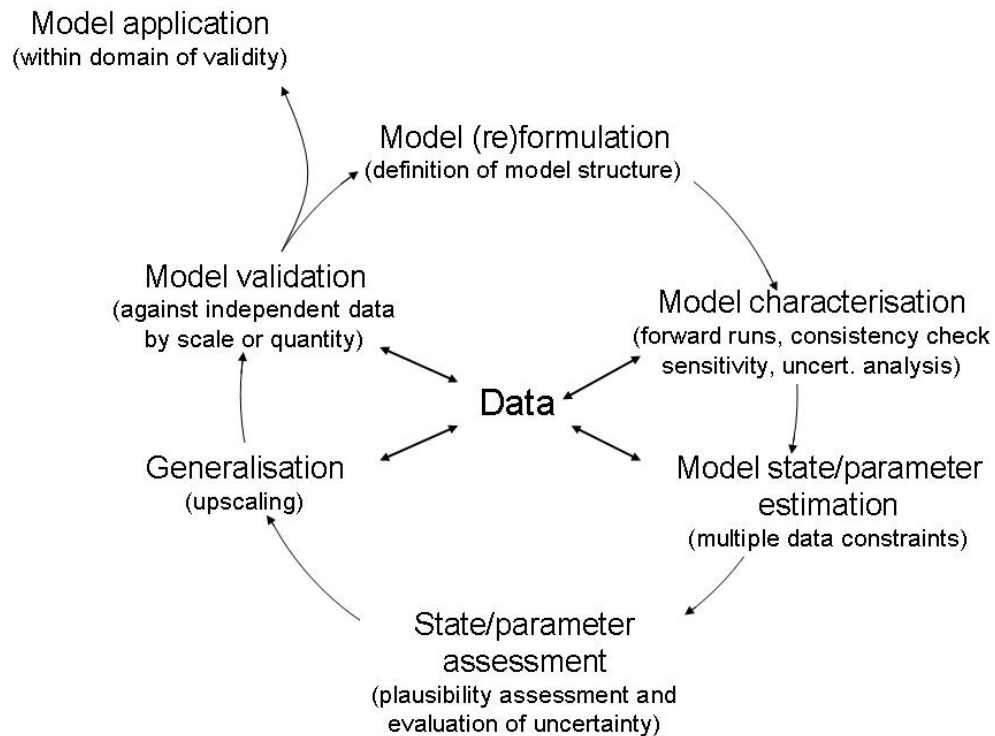 Model application
(within domain of validity)
Model (re)formulation
(definition of model structure)
Model validation
(against independent data
by scale or quantity)
Model characterisation
(forward runs, consistency check
sensitivity, uncert. analysis)
Data
Generalisation
(upscaling)
Model state/parameter
estimation
(multiple data constraints)
State/parameter
assessment
(plausibility assessment and
evaluation of uncertainty)